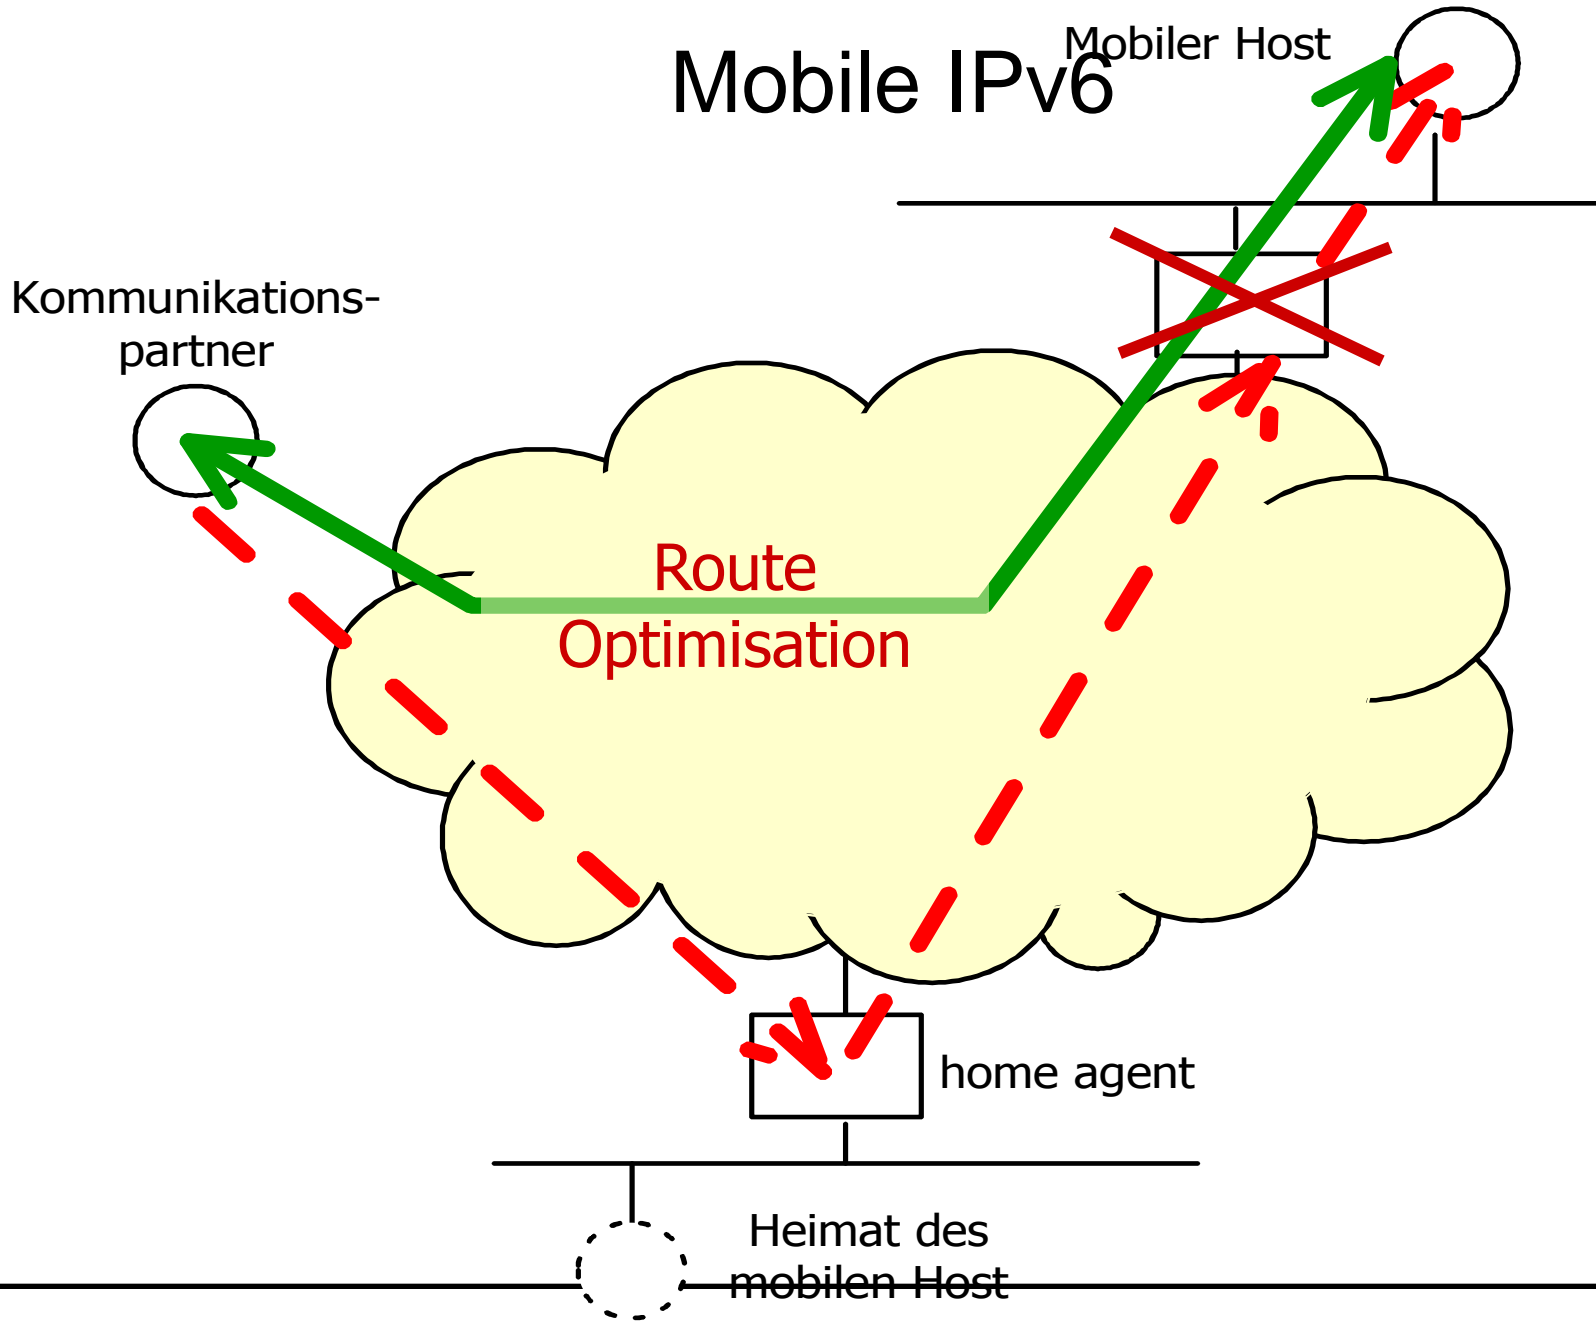 Mobile IPv6
Mobiler Host
Kommunikations-
partner
Route
Optimisation
home agent
Heimat des
mobilen Host